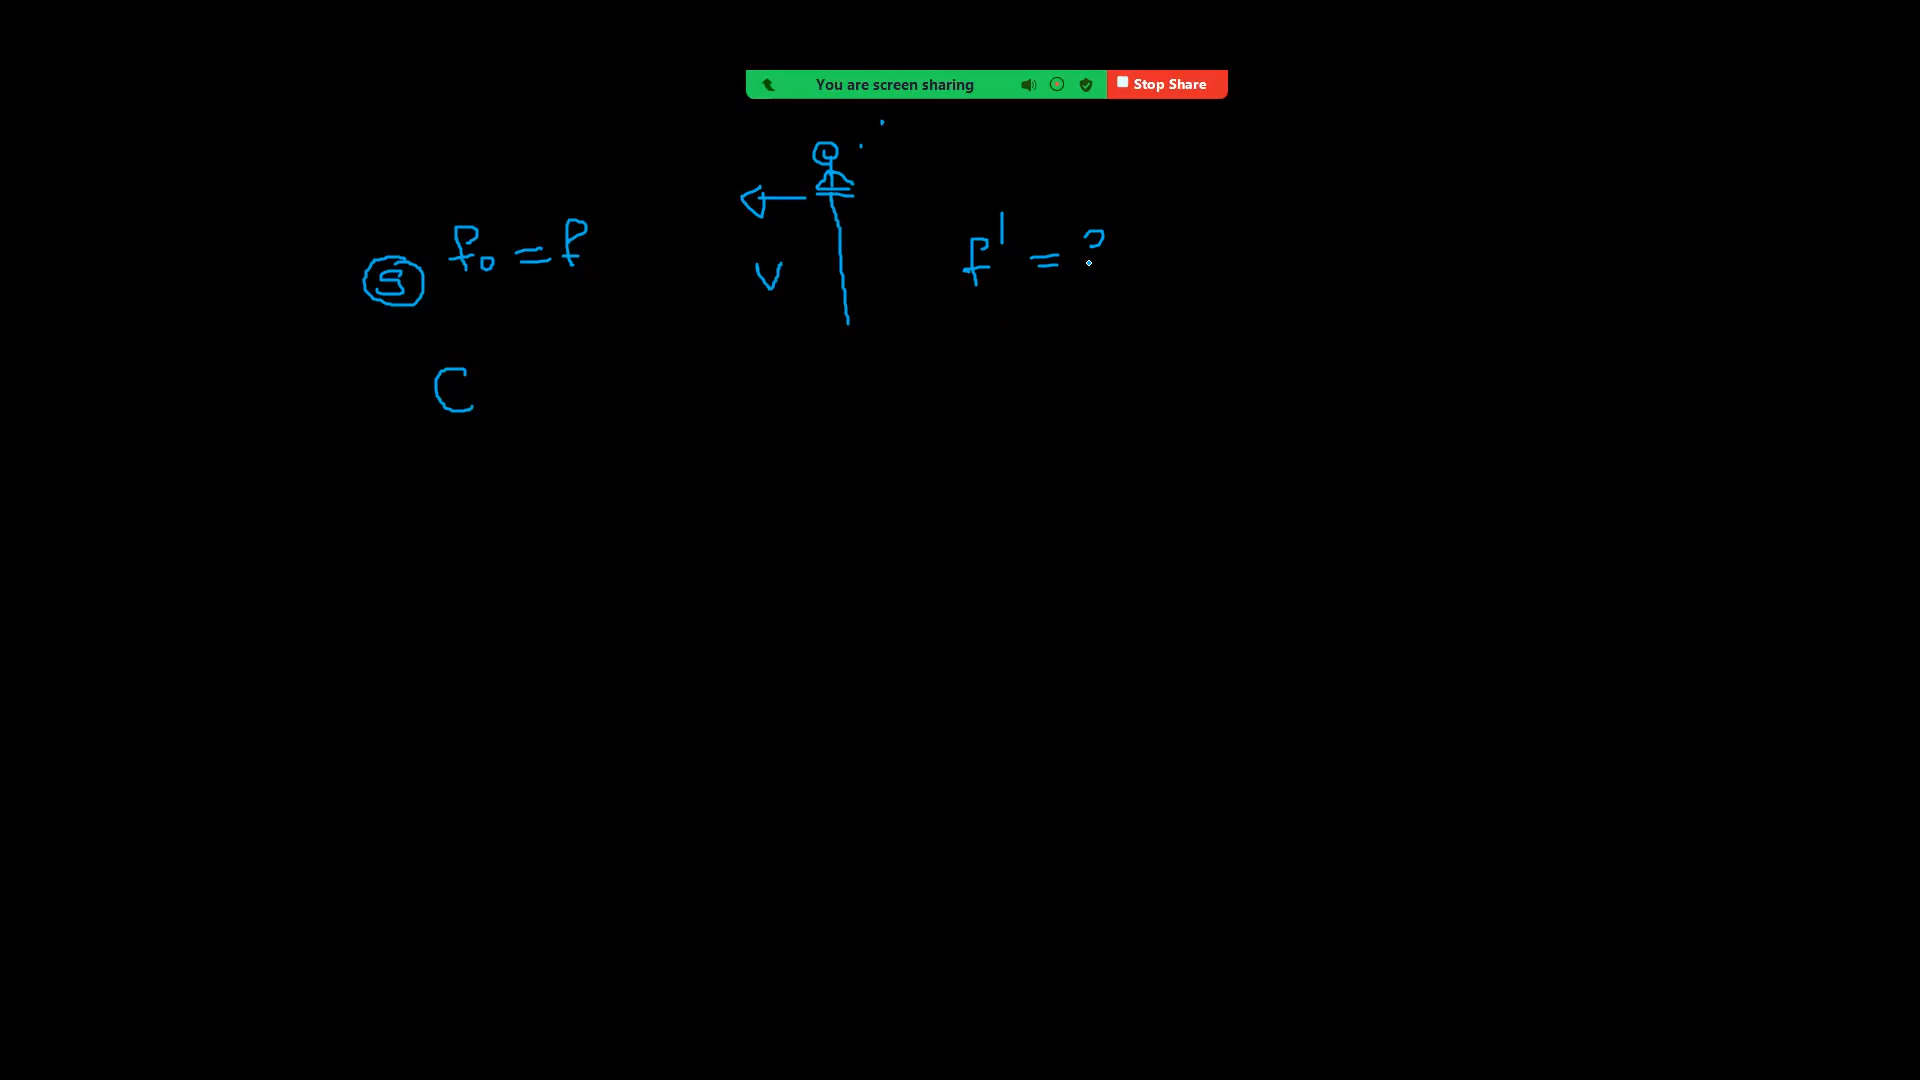 You are screen sharing Stop Share
f₀ = f
S
V
f' = ?
C